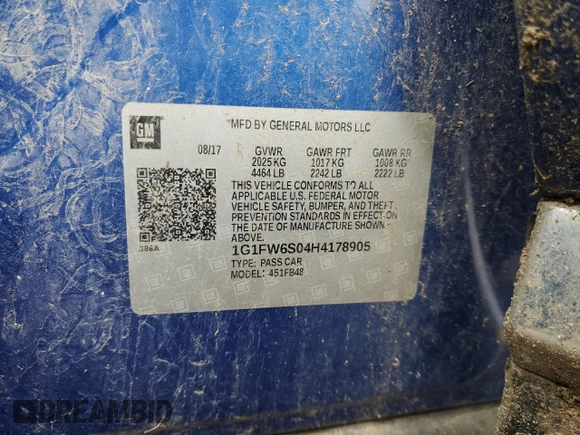 GM
MFD BY GENERAL MOTORS LLC
08/17 GVWR GAWR FRT GAWR RR
2025 KG 1017 KG 1008 KG
4464 LB 2242 LB 2222 LB
THIS VEHICLE CONFORMS TO ALL
APPLICABLE U.S. FEDERAL MOTOR
VEHICLE SAFETY, BUMPER, AND THEFT
PREVENTION STANDARDS IN EFFECT ON
THE DATE OF MANUFACTURE SHOWN
ABOVE.
386A
1G1FW6S04H4178905
TYPE: PASS CAR
MODEL: 451FB48
DREAMBID